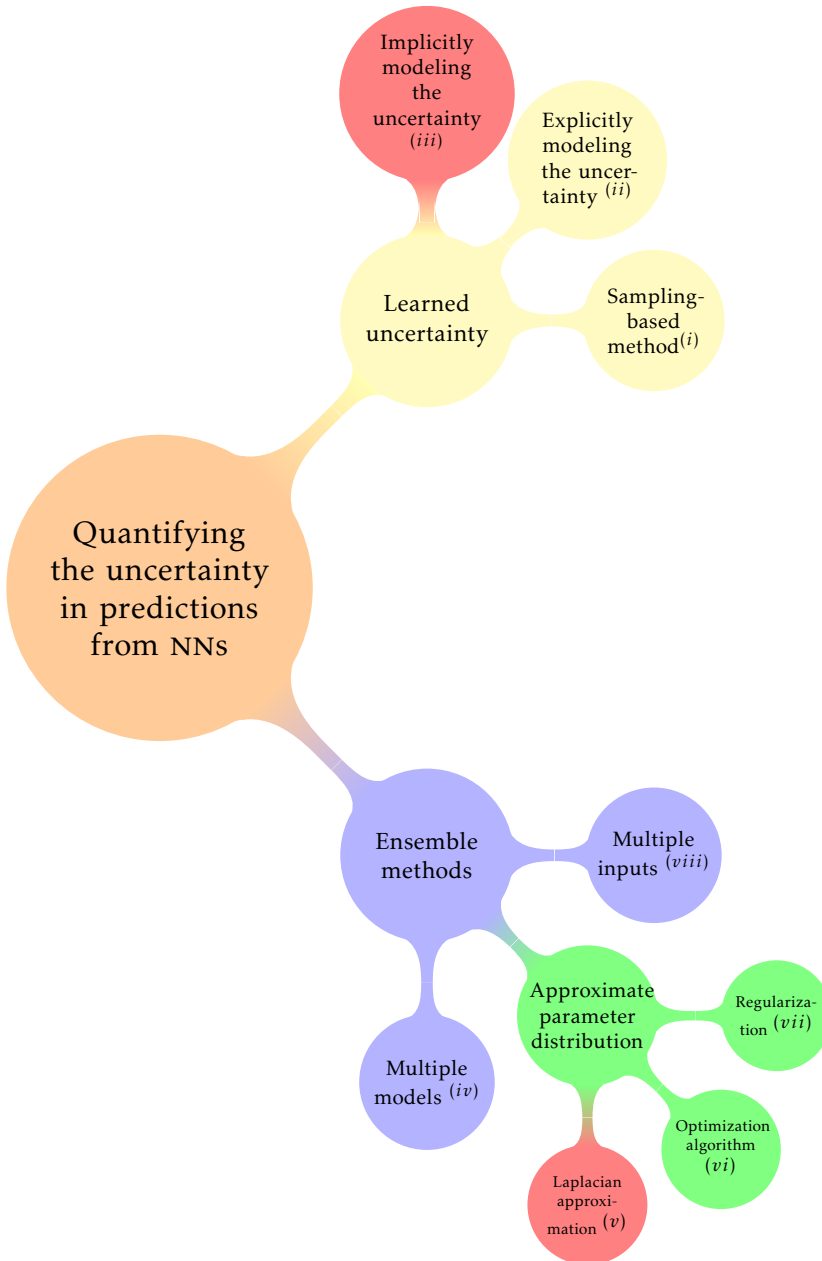 Implicitly
modeling
the
uncertainty
(iii)
Explicitly
modeling
the uncer-
tainty (ii)
Learned
uncertainty
Sampling-
based
method(i)
Quantifying
the uncertainty
in predictions
from NNs
Ensemble
methods
Multiple
inputs (viii)
Approximate
parameter
distribution
Regulariza-
tion (vii)
Multiple
models (iv)
Optimization
algorithm
(vi)
Laplacian
approxi-
mation (v)